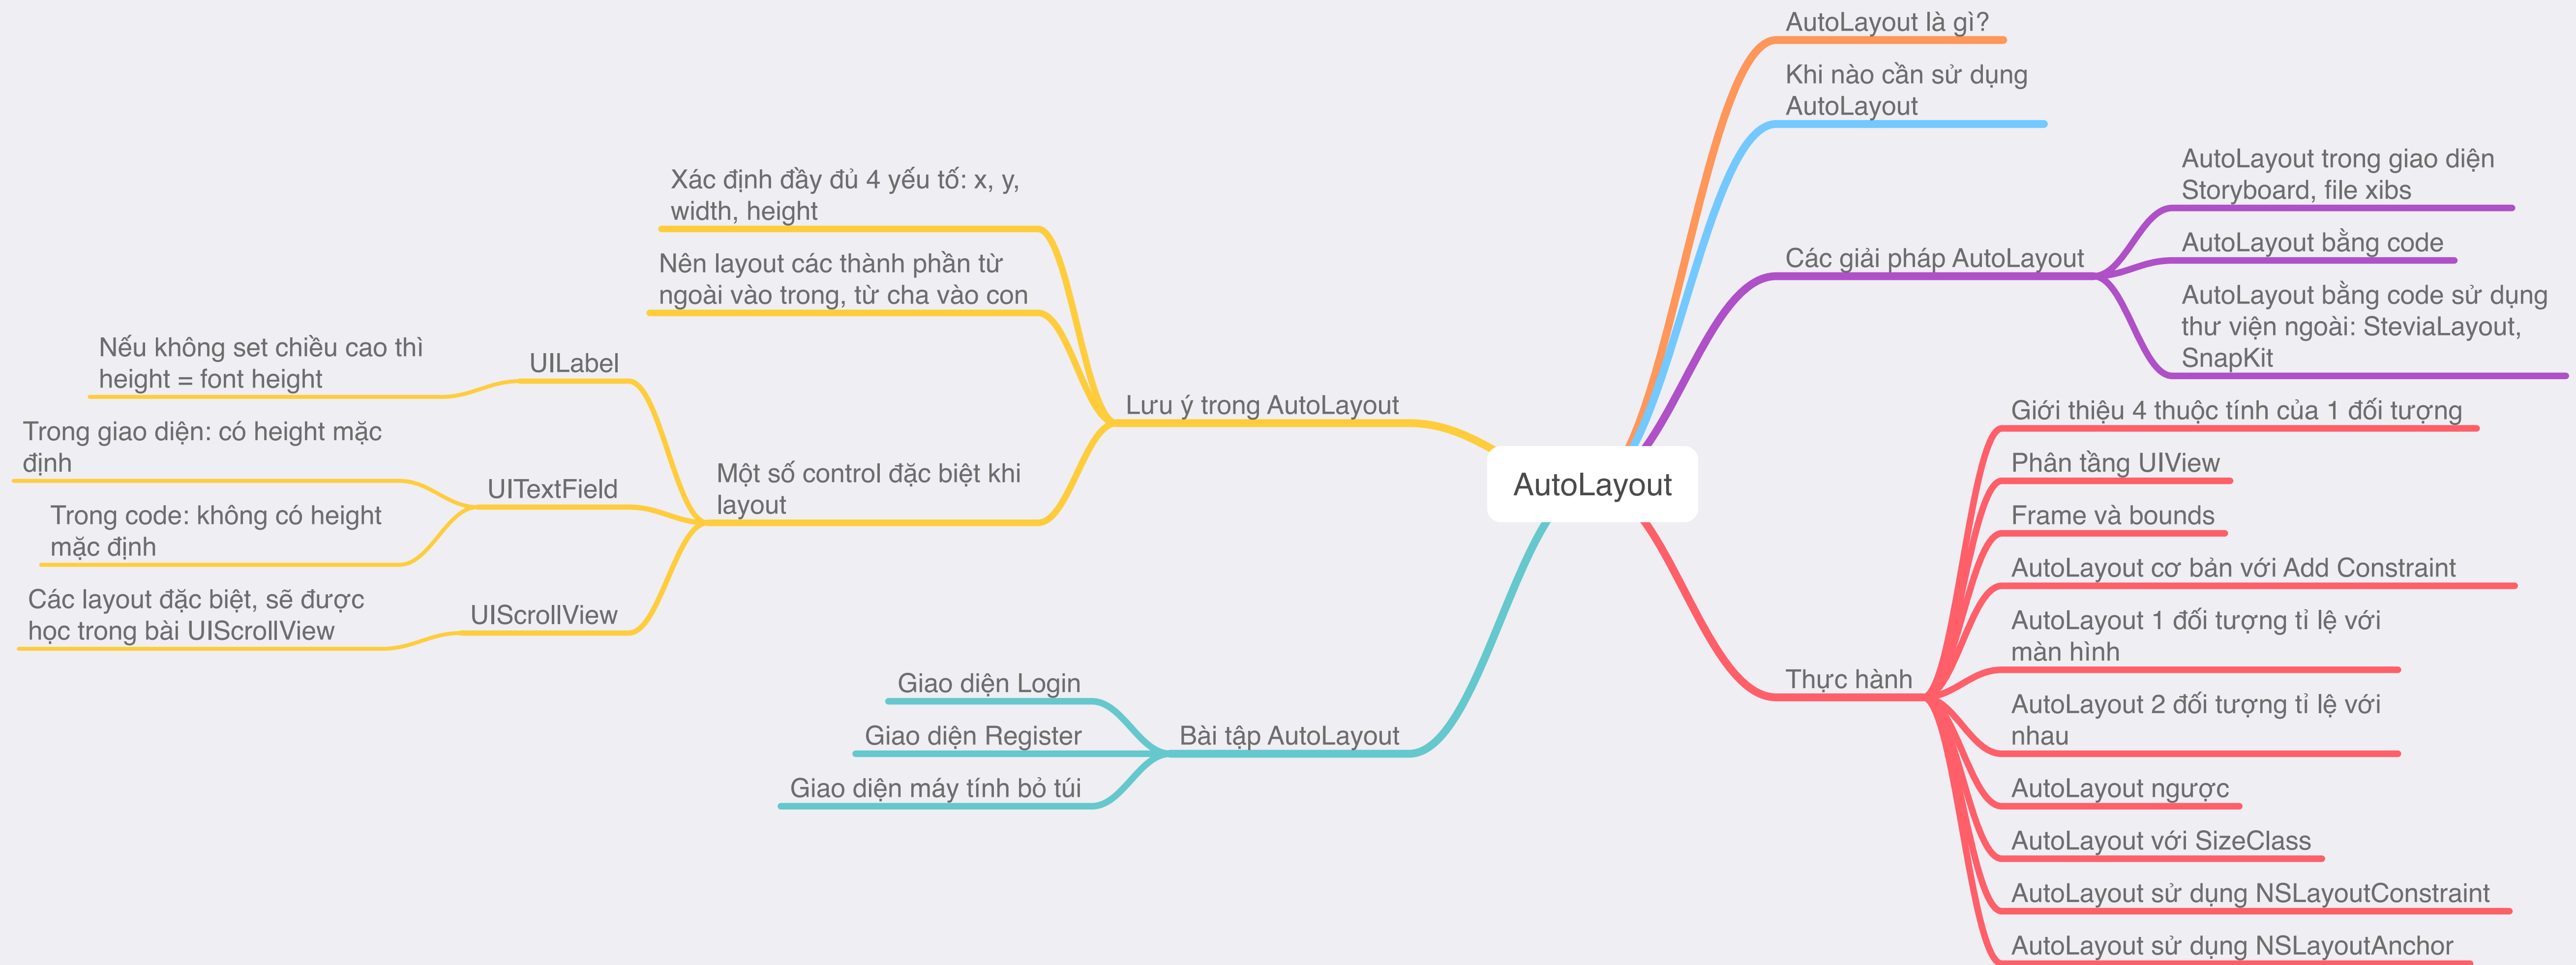 AutoLayout
AutoLayout là gì?
Khi nào cần sử dụng
AutoLayout
Các giải pháp AutoLayout
AutoLayout trong giao diện
Storyboard, file xibs
AutoLayout bằng code
AutoLayout bằng code sử dụng
thư viện ngoài: SteviaLayout,
SnapKit
Thực hành
Giới thiệu 4 thuộc tính của 1 đối tượng
Phân tầng UIView
Frame và bounds
AutoLayout cơ bản với Add Constraint
AutoLayout 1 đối tượng tỉ lệ với
màn hình
AutoLayout 2 đối tượng tỉ lệ với
nhau
AutoLayout ngược
AutoLayout với SizeClass
AutoLayout sử dụng NSLayoutConstraint
AutoLayout sử dụng NSLayoutAnchor
Lưu ý trong AutoLayout
Xác định đầy đủ 4 yếu tố: x, y,
width, height
Nên layout các thành phần từ
ngoài vào trong, từ cha vào con
Một số control đặc biệt khi
layout
UILabel
Nếu không set chiều cao thì
height = font height
UITextField
Trong giao diện: có height mặc
định
Trong code: không có height
mặc định
UIScrollView
Các layout đặc biệt, sẽ được
học trong bài UIScrollView
Bài tập AutoLayout
Giao diện Login
Giao diện Register
Giao diện máy tính bỏ túi